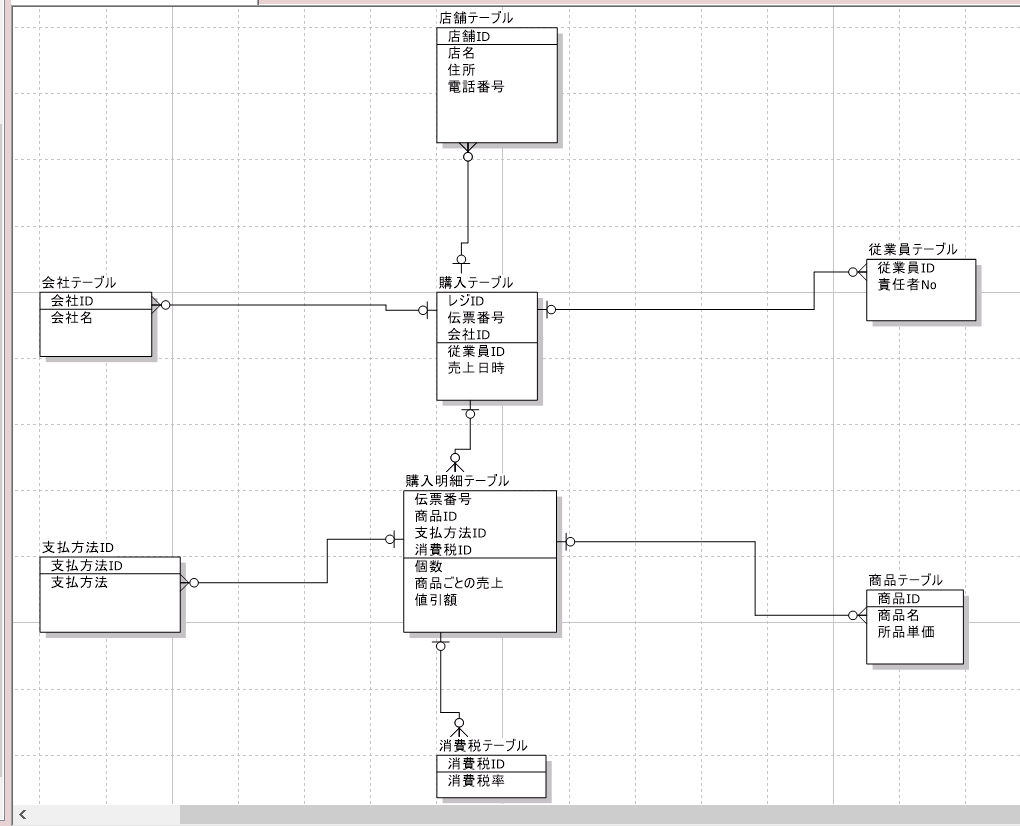 店舗テーブル
店舗ID
店名
住所
電話番号
従業員テーブル
従業員ID
責任者No
会社テーブル
会社ID
会社名
購入テーブル
レジID
伝票番号
会社ID
従業員ID
売上日時
購入明細テーブル
伝票番号
商品ID
支払方法ID
消費税ID
個数
商品ごとの売上
値引額
支払方法ID
支払方法ID
支払方法
商品テーブル
商品ID
商品名
所品単価
消費税テーブル
消費税ID
消費税率